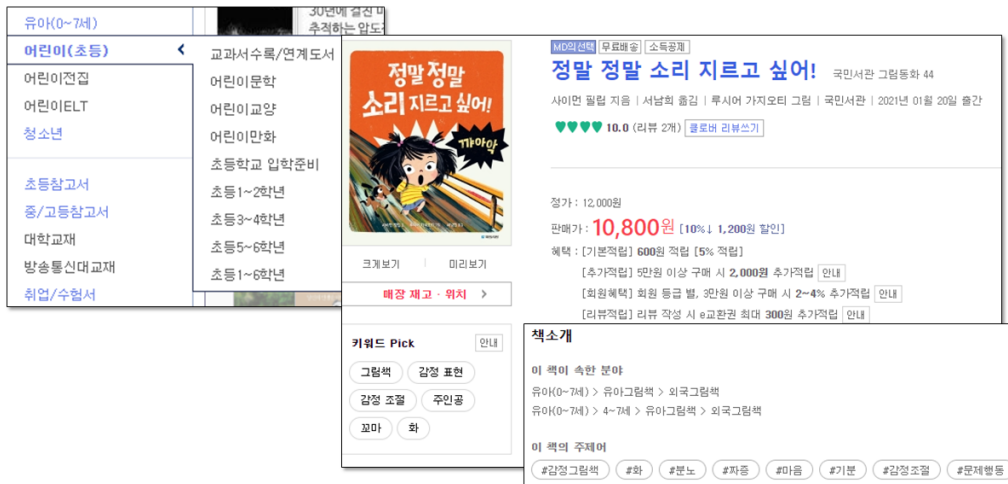 유아(0~7세)
어린이(초등)
어린이전집
어린이ELT
청소년
초등참고서
중/고등참고서
대학교재
방송통신대교재
취업/수험서
30년에 걸친
추적하는 압도
교과서수록/연계도서
어린이문학
어린이교양
어린이만화
초등학교 입학준비
초등1~2학년
초등3~4학년
초등5~6학년
초등1~6학년
정말 정말
소리 지르고 싶어!
까아악
크게보기
미리보기
매장 재고 · 위치 >
키워드 Pick 안내
그림책 감정 표현
감정 조절 주인공
꼬마 화
MD의선택 무료배송 소득공제
정말 정말 소리 지르고 싶어! 국민서관 그림동화 44
사이먼 필립 지음 | 서남희 옮김 | 루시어 가지오티 그림 | 국민서관 | 2021년 01월 20일 출간
10.0 (리뷰 2개) 클로버 리뷰쓰기
정가 : 12,000원
판매가 : 10,800원 [10%↓ 1,200원 할인]
혜택 : [기본적립] 600원 적립 [5% 적립]
[추가적립] 5만원 이상 구매 시 2,000원 추가적립 안내
[회원혜택] 회원 등급 별, 3만원 이상 구매 시 2~4% 추가적립 안내
[리뷰적립] 리뷰 작성 시 e교환권 최대 300원 추가적립 안내
책소개
이 책이 속한 분야
유아(0~7세) > 유아그림책 > 외국그림책
유아(0~7세) > 4~7세 > 유아그림책 > 외국그림책
이 책의 주제어
#감정그림책 #화 #분노 #짜증 #마음 #기분 #감정조절 #문제행동